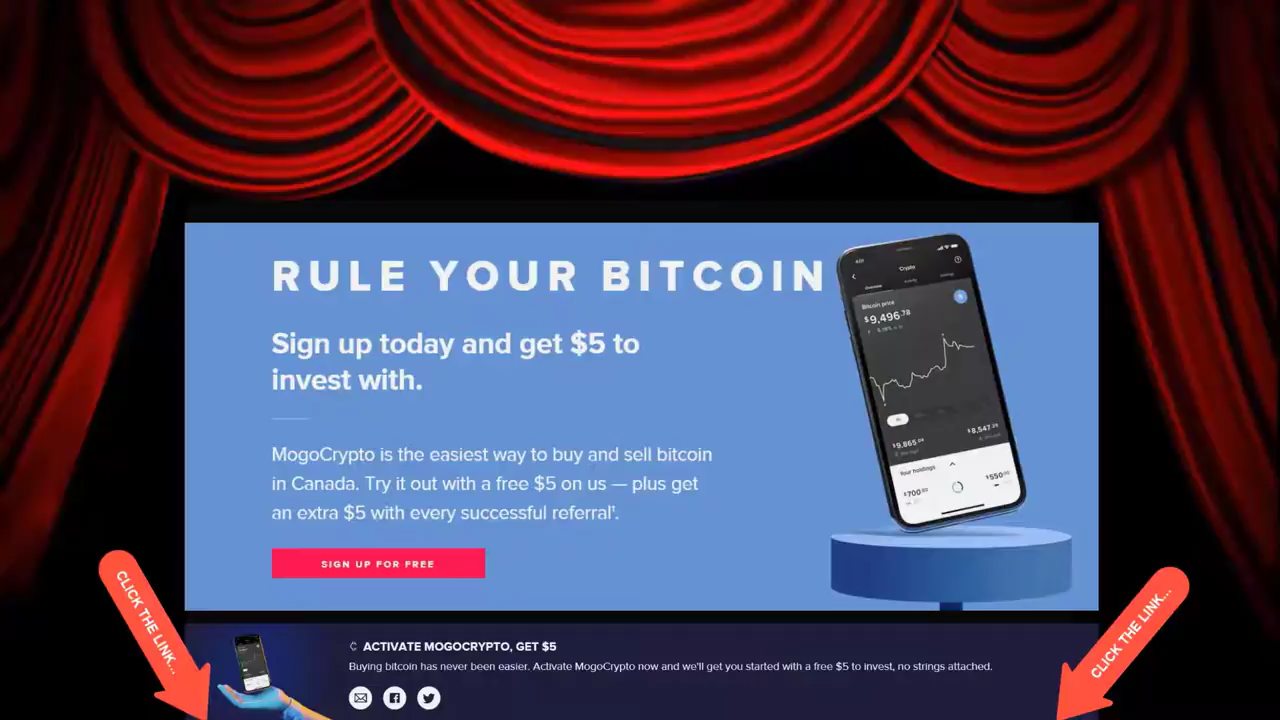 RULE YOUR BITCOIN
Sign up today and get $5 to
invest with.
MogoCrypto is the easiest way to buy and sell bitcoin
in Canada. Try it out with a free $5 on us — plus get
an extra $5 with every successful referral¹.
SIGN UP FOR FREE
Crypto
Bitcoin price
$9,496.78
$9,865
$8,547
Your holdings
$700
$550
CLICK THE LINK...
CLICK THE LINK...
ACTIVATE MOGOCRYPTO, GET $5
Buying bitcoin has never been easier. Activate MogoCrypto now and we'll get you started with a free $5 to invest, no strings attached.